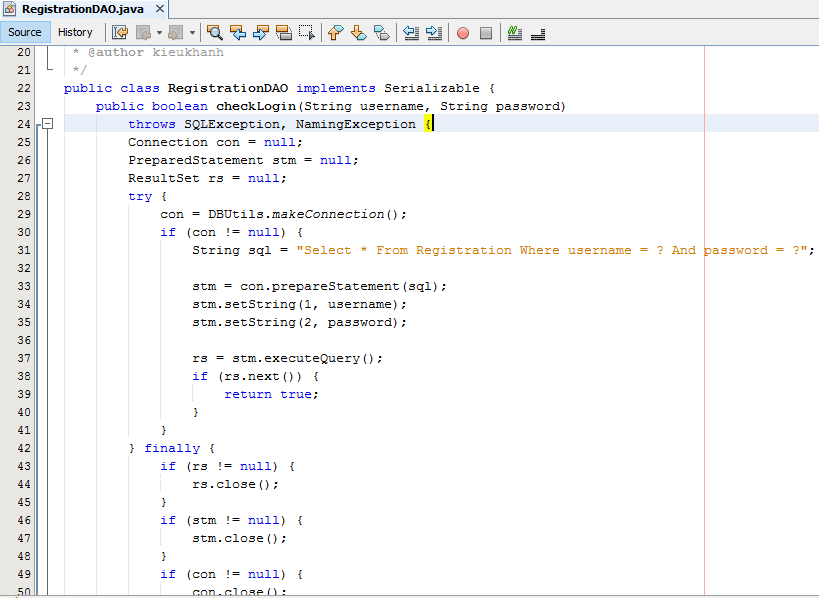 RegistrationDAO.java
Source History
20 * @author kieukhanh
21 */
22 public class RegistrationDAO implements Serializable {
23 public boolean checkLogin(String username, String password)
24 throws SQLException, NamingException {
25 Connection con = null;
26 PreparedStatement stm = null;
27 ResultSet rs = null;
28 try {
29 con = DBUtils.makeConnection();
30 if (con != null) {
31 String sql = "Select * From Registration Where username = ? And password = ?";
32
33 stm = con.prepareStatement(sql);
34 stm.setString(1, username);
35 stm.setString(2, password);
36
37 rs = stm.executeQuery();
38 if (rs.next()) {
39 return true;
40 }
41 }
42 } finally {
43 if (rs != null) {
44 rs.close();
45 }
46 if (stm != null) {
47 stm.close();
48 }
49 if (con != null) {
50 con.close();